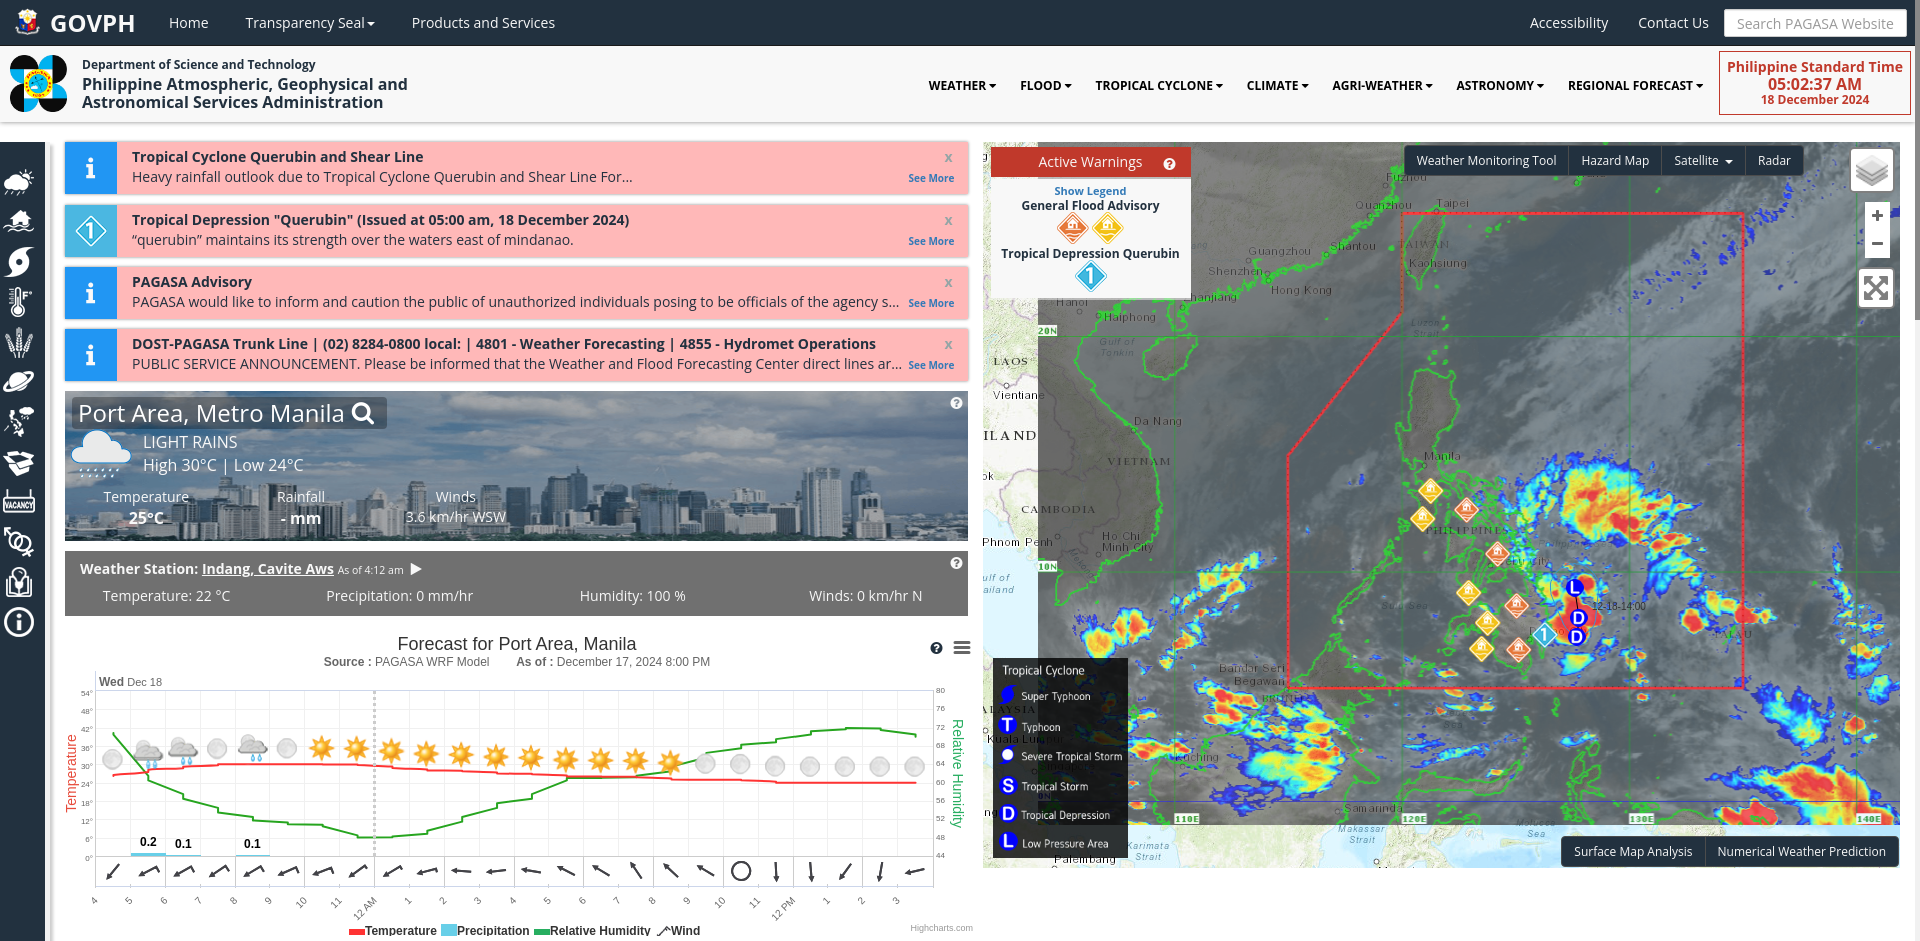 GOVPH
Home
Transparency Seal
Products and Services
Accessibility
Contact Us
Search PAGASA Website
Department of Science and Technology
Philippine Atmospheric, Geophysical and
Astronomical Services Administration
WEATHER
FLOOD
TROPICAL CYCLONE
CLIMATE
AGRI-WEATHER
ASTRONOMY
REGIONAL FORECAST
Philippine Standard Time
05:02:37 AM
18 December 2024
Tropical Cyclone Querubin and Shear Line
x
Heavy rainfall outlook due to Tropical Cyclone Querubin and Shear Line For...
See More
Tropical Depression "Querubin" (Issued at 05:00 am, 18 December 2024)
x
“querubin” maintains its strength over the waters east of mindanao.
See More
PAGASA Advisory
x
PAGASA would like to inform and caution the public of unauthorized individuals posing to be officials of the agency s...
See More
DOST-PAGASA Trunk Line | (02) 8284-0800 local: | 4801 - Weather Forecasting | 4855 - Hydromet Operations
x
PUBLIC SERVICE ANNOUNCEMENT. Please be informed that the Weather and Flood Forecasting Center direct lines ar...
See More
VACANCY
Port Area, Metro Manila
LIGHT RAINS
High 30°C | Low 24°C
Temperature
Rainfall
Winds
25°C
- mm
3.6 km/hr WSW
Weather Station: Indang, Cavite Aws As of 4:12 am
Temperature: 22 °C
Precipitation: 0 mm/hr
Humidity: 100 %
Winds: 0 km/hr N
Forecast for Port Area, Manila
Source : PAGASA WRF Model
As of : December 17, 2024 8:00 PM
Wed Dec 18
54°
48°
42°
36°
30°
24°
18°
12°
6°
0°
Temperature
80
76
72
68
64
60
56
52
48
44
Relative Humidity
0.2
0.1
0.1
4
5
6
7
8
9
10
11
12 AM
1
2
3
4
5
6
7
8
9
10
11
12 PM
1
2
3
Temperature
Precipitation
Relative Humidity
Wind
Highcharts.com
Active Warnings
Show Legend
General Flood Advisory
Tropical Depression Querubin
1
Weather Monitoring Tool
Hazard Map
Satellite
Radar
+
−
Fuzhou
Quanzhou
Taipei
TAIWAN
Guangzhou
Shantou
Kaohsiung
Shenzhen
Hong Kong
Zhanjiang
Hanoi
Haiphong
Luzon
Strait
20N
Gulf of
Tonkin
LAOS
Vientiane
Da Nang
ILAND
VIETNAM
Manila
ok
CAMBODIA
PHILIPPINES
Phnom Penh
Ho Chi
Minh City
10N
ulf of
ailand
L
12-18-14:00
D
D
1
PALAU
Bandar Seri
Begawan
BRUNEI
ALAYSIA
Kuala Lum
Kuching
Samarinda
110E
120E
130E
140E
Makassar
Strait
Karimata
Strait
Palembang
Molucca
Sea
Tropical Cyclone
Super Typhoon
T Typhoon
Severe Tropical Storm
S Tropical Storm
D Tropical Depression
L Low Pressure Area
Surface Map Analysis
Numerical Weather Prediction